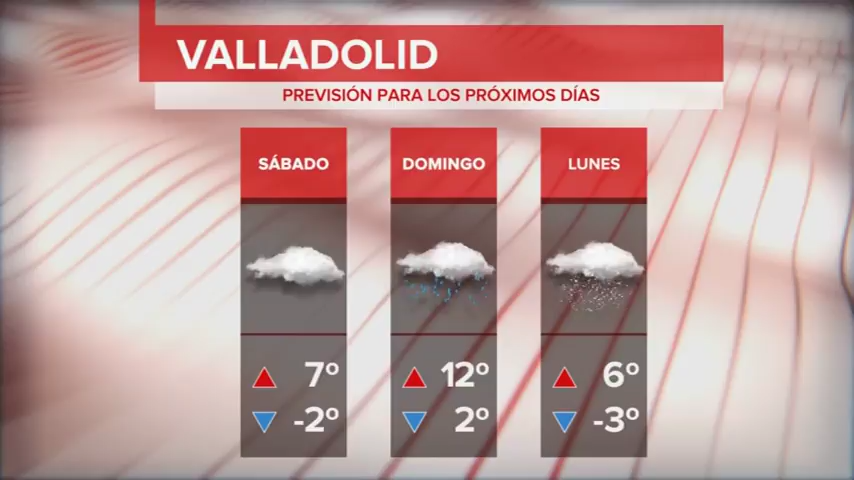 VALLADOLID
PREVISIÓN PARA LOS PRÓXIMOS DÍAS
SÁBADO DOMINGO LUNES
7º 12º 6º
-2º 2º -3º